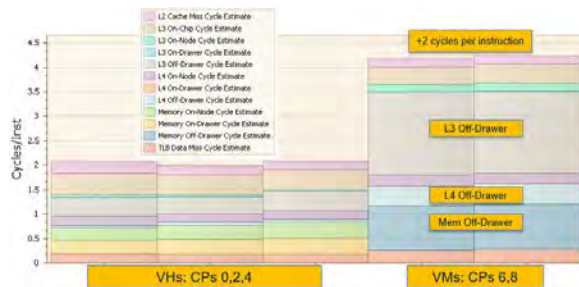 L2 Cache Miss Cycle Estimate
L3 On-Chip Cycle Estimate
L3 On-Node Cycle Estimate
L3 On-Drawer Cycle Estimate
L3 Off-Drawer Cycle Estimate
L4 On-Node Cycle Estimate
L4 On-Drawer Cycle Estimate
L4 Off-Drawer Cycle Estimate
Memory On-Node Cycle Estimate
Memory On-Drawer Cycle Estimate
Memory Off-Drawer Cycle Estimate
TLB Data Miss Cycle Estimate
+2 cycles per instruction
4.5
4
3.5
3
2.5
2
1.5
1
0.5
0
Cycles/Inst
L3 Off-Drawer
L4 Off-Drawer
Mem Off-Drawer
VHs: CPs 0,2,4
VMs: CPs 6,8